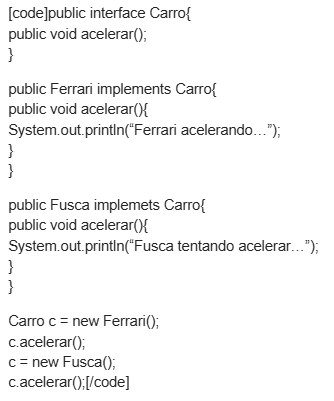 [code]public interface Carro{
public void acelerar();
}
public Ferrari implements Carro{
public void acelerar(){
System.out.println(“Ferrari acelerando…”);
}
}
public Fusca implemets Carro{
public void acelerar(){
System.out.println(“Fusca tentando acelerar…”);
}
}
Carro c = new Ferrari();
c.acelerar();
c = new Fusca();
c.acelerar();[/code]